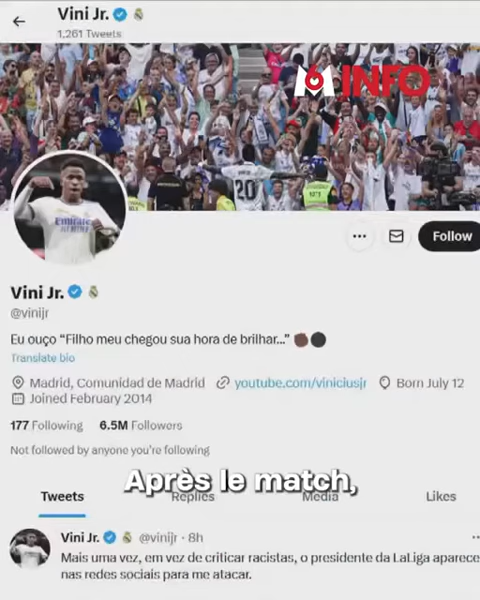 Vini Jr.
1,261 Tweets
M6 INFO
20
Follow
Vini Jr.
@vinijr
Eu ouço “Filho meu chegou sua hora de brilhar...”
Translate bio
Madrid, Comunidad de Madrid youtube.com/viniciusjr Born July 12
Joined February 2014
177 Following 6.5M Followers
Not followed by anyone you're following
Après le match,
Tweets Replies Media Likes
Vini Jr. @vinijr · 8h
Mais uma vez, em vez de criticar racistas, o presidente da LaLiga aparece
nas redes sociais para me atacar.